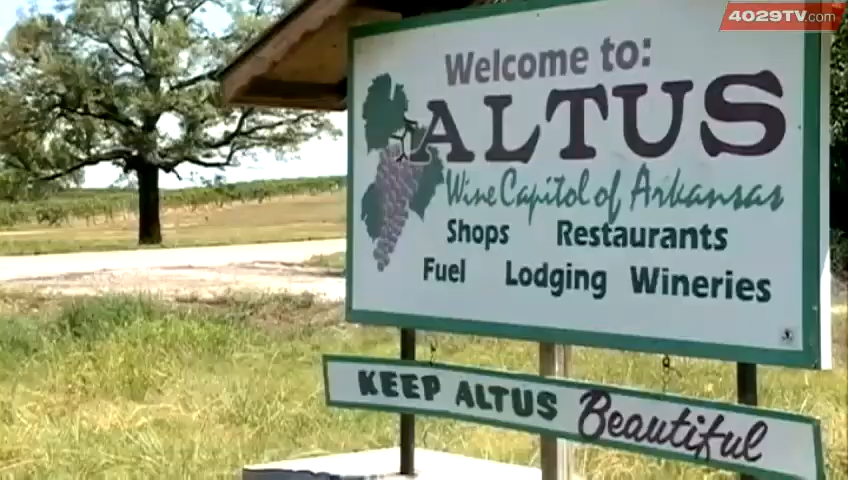 4029TV.com
Welcome to:
ALTUS
Wine Capitol of Arkansas
Shops Restaurants
Fuel Lodging Wineries
KEEP ALTUS Beautiful